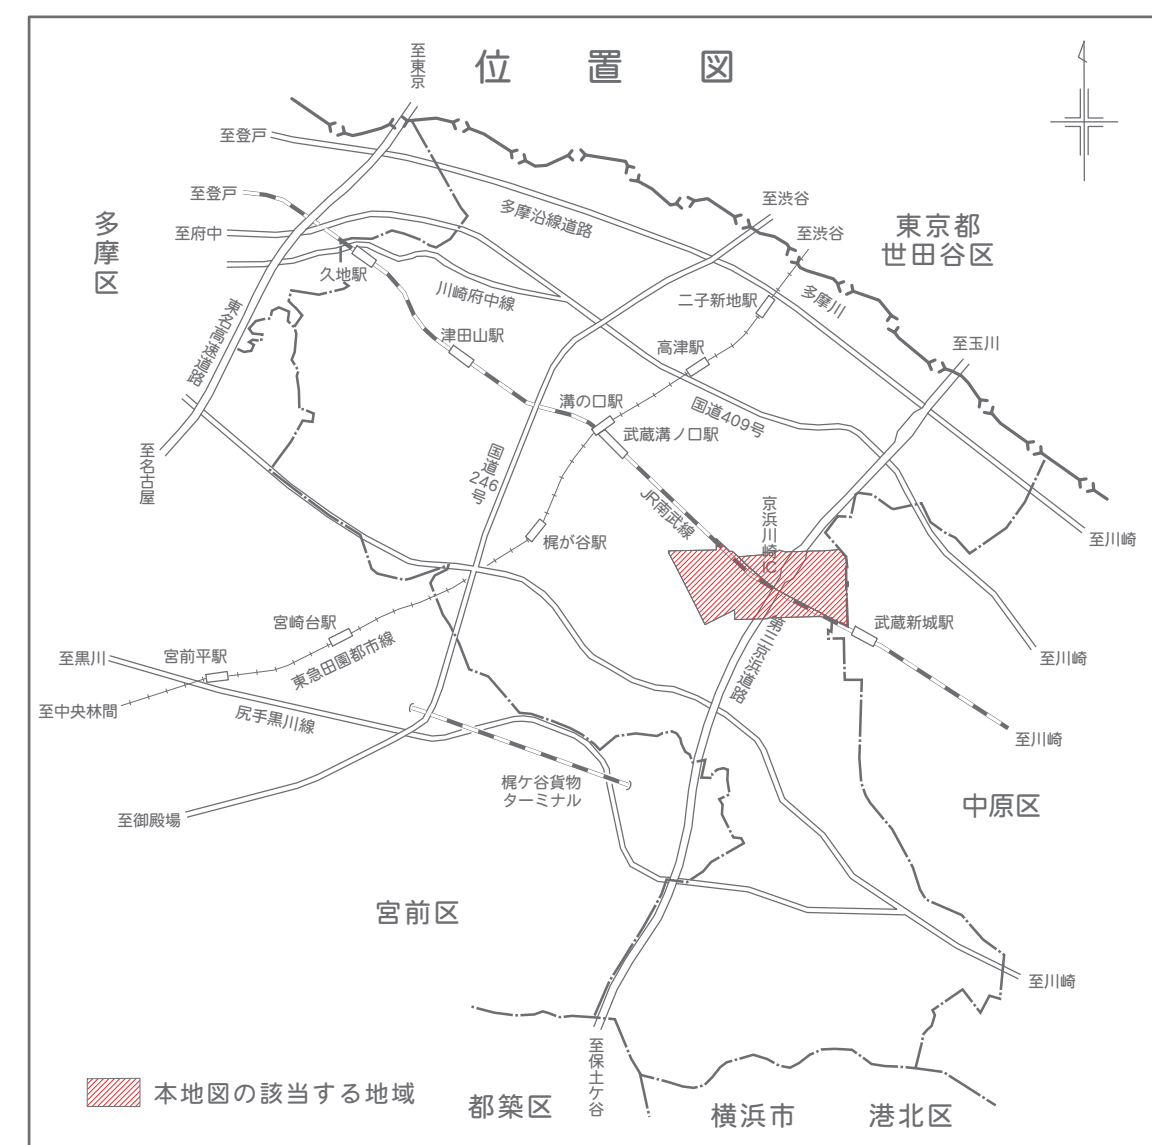 位置図
至東京
至登戸
至登戸
至府中
多摩区
多摩沿線道路
至渋谷
至渋谷
東京都
世田谷区
久地駅
川崎府中線
二子新地駅
多摩川
東名高速道路
津田山駅
高津駅
至玉川
溝の口駅
国道409号
武蔵溝ノ口駅
至名古屋
国道
246
号
JR南武線
京浜川崎IC
梶が谷駅
至川崎
宮崎台駅
武蔵新城駅
宮前平駅
至黒川
東急田園都市線
第三京浜道路
至川崎
至中央林間
尻手黒川線
至川崎
梶ケ谷貨物
ターミナル
中原区
至御殿場
宮前区
至川崎
至保土ケ谷
本地図の該当する地域
都築区
横浜市
港北区